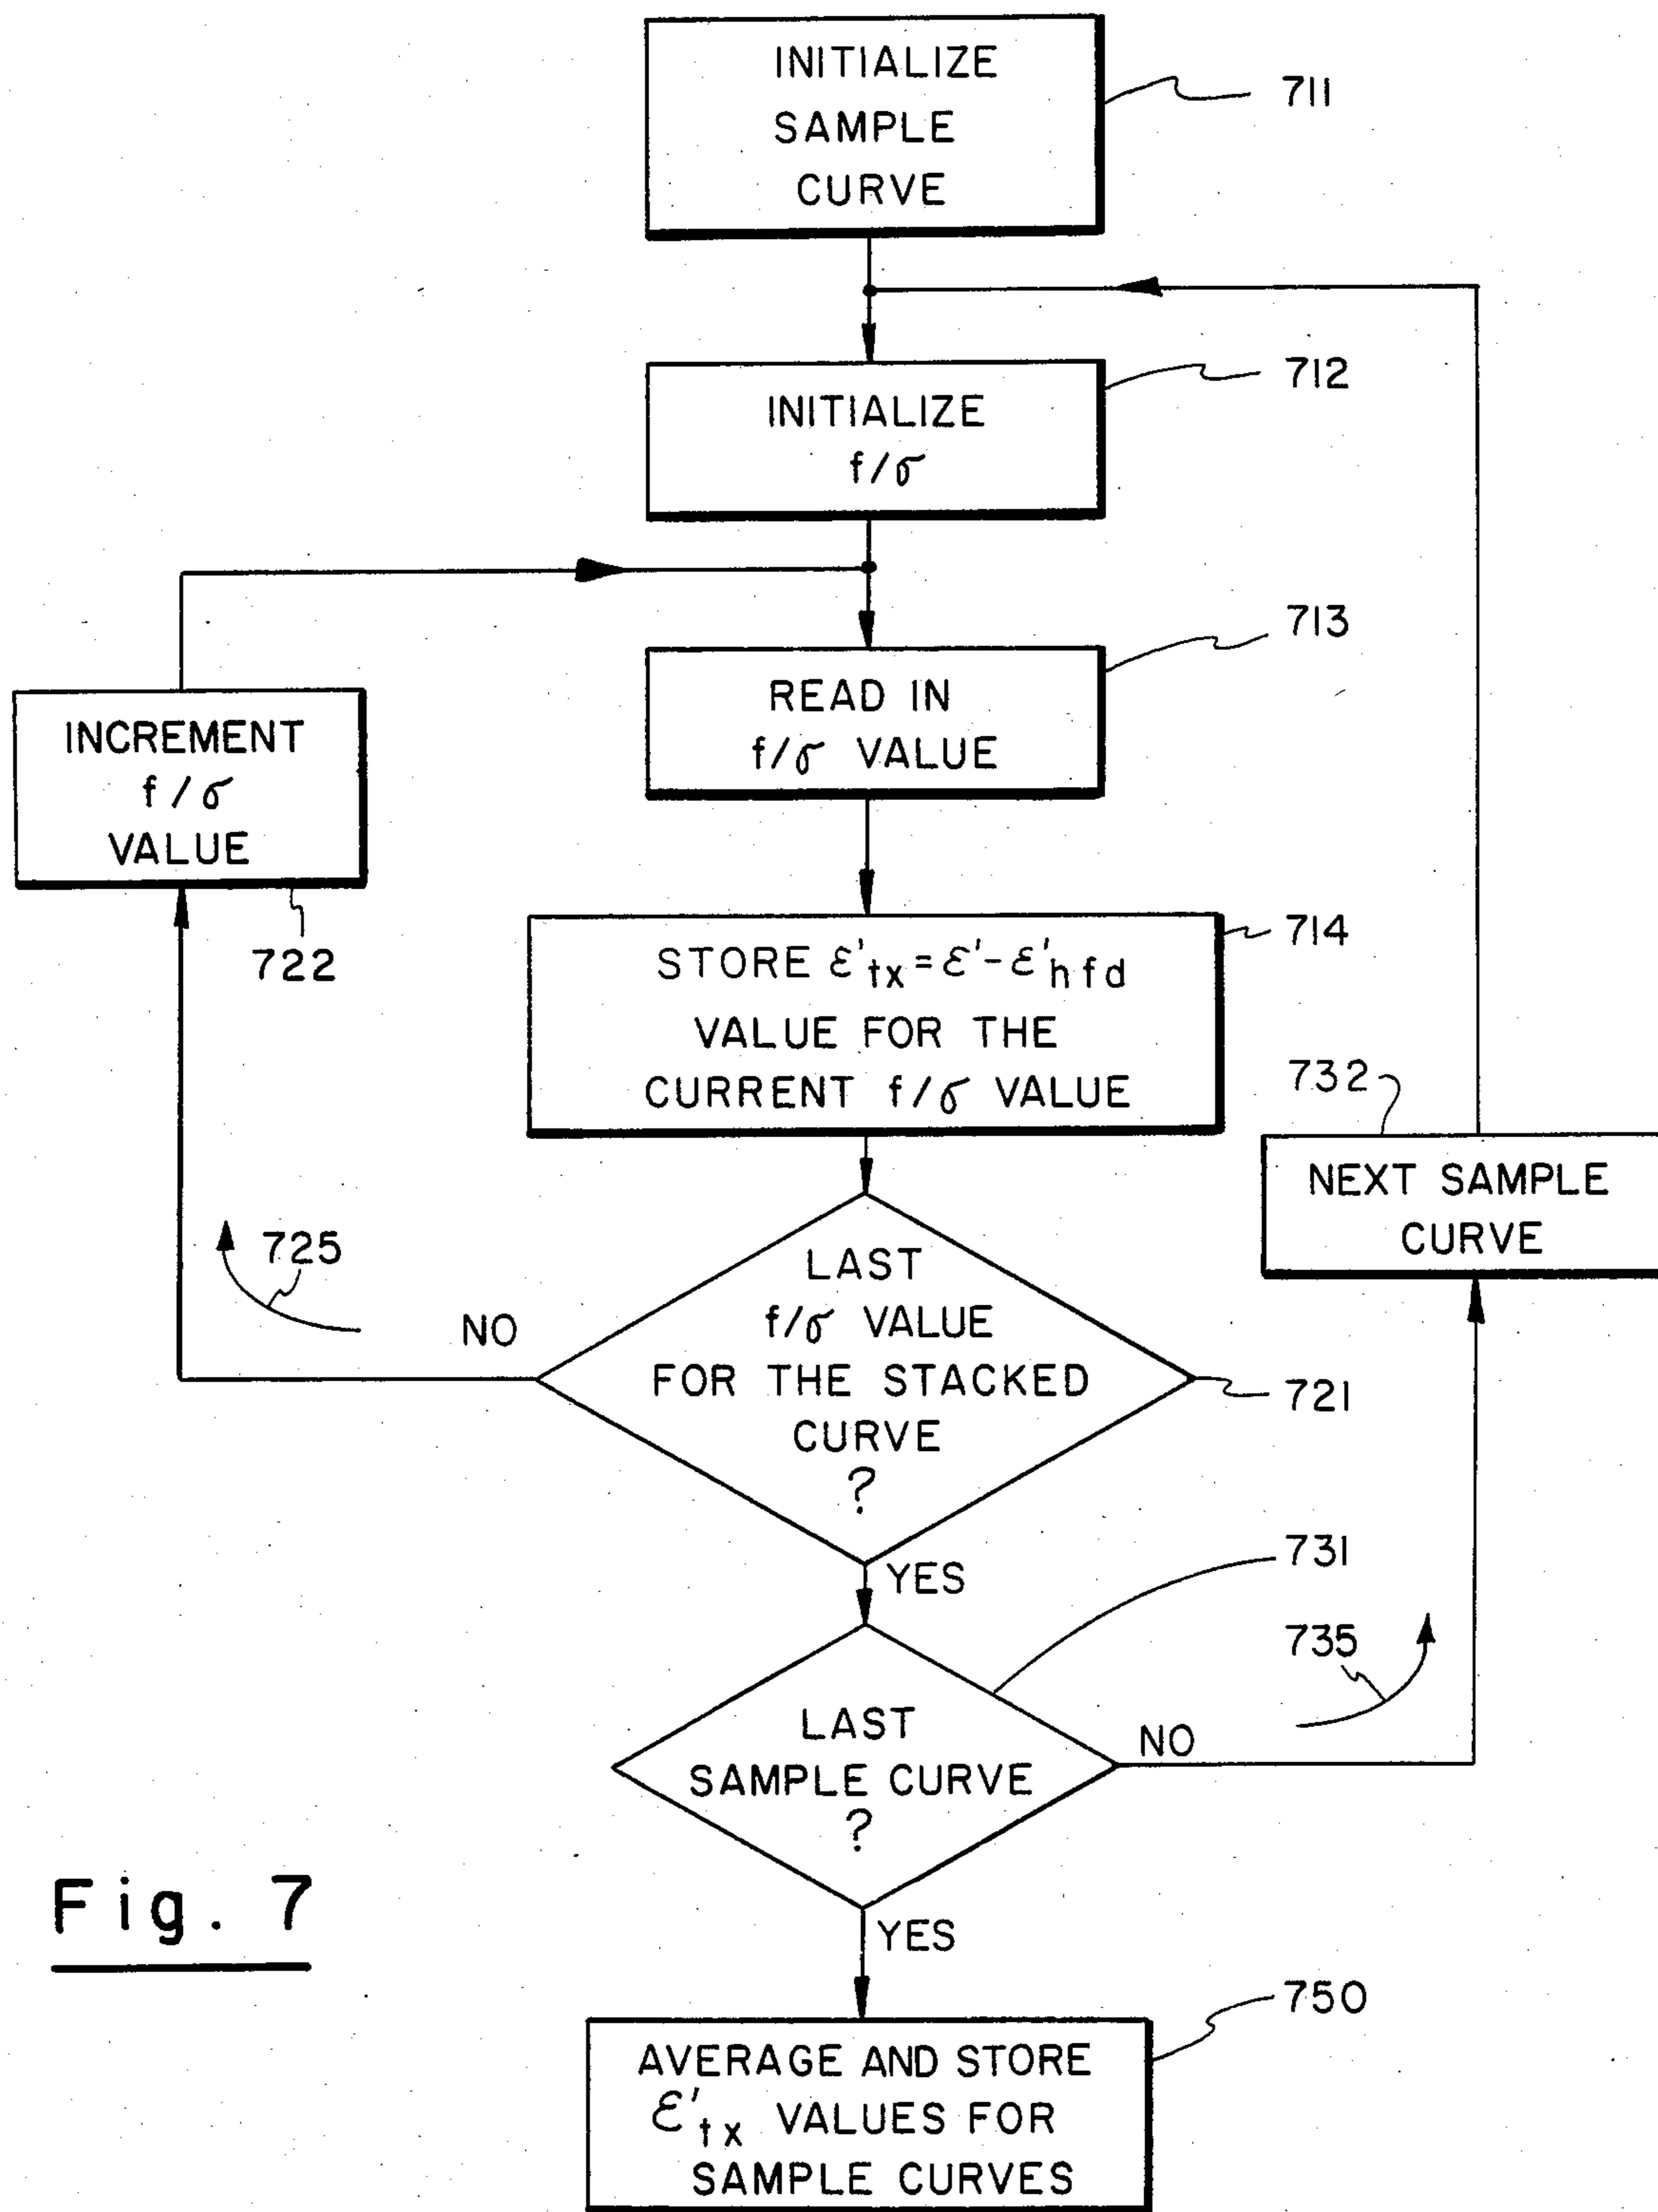 INITIALIZE
SAMPLE
CURVE
711
INITIALIZE
f/σ
712
READ IN
f/σ VALUE
713
INCREMENT
f/σ
VALUE
722
STORE ε'tx=ε'-ε'hfd
VALUE FOR THE
CURRENT f/σ VALUE
714
732
NEXT SAMPLE
CURVE
725
NO
LAST
f/σ VALUE
FOR THE STACKED
CURVE
?
721
YES
731
735
LAST
SAMPLE CURVE
?
NO
YES
Fig. 7
750
AVERAGE AND STORE
ε'tx VALUES FOR
SAMPLE CURVES